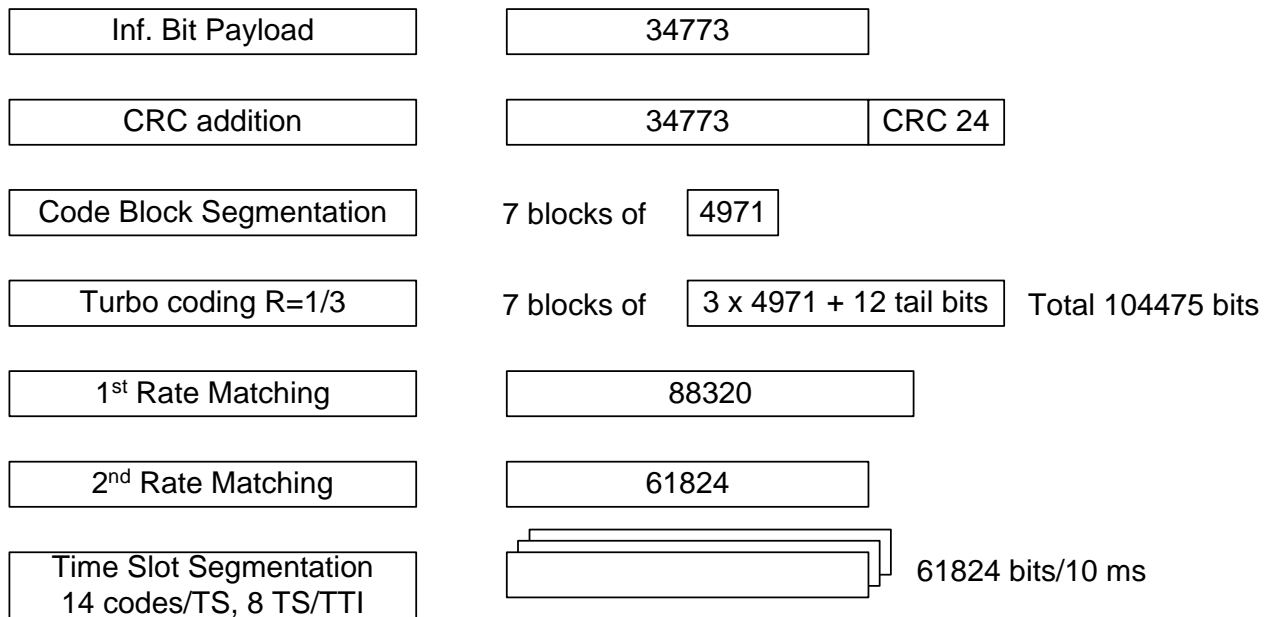 Inf. Bit Payload 34773
CRC addition 34773 CRC 24
Code Block Segmentation 7 blocks of 4971
Turbo coding R=1/3 7 blocks of 3 x 4971 + 12 tail bits Total 104475 bits
1st Rate Matching 88320
2nd Rate Matching 61824
Time Slot Segmentation
14 codes/TS, 8 TS/TTI
61824 bits/10 ms